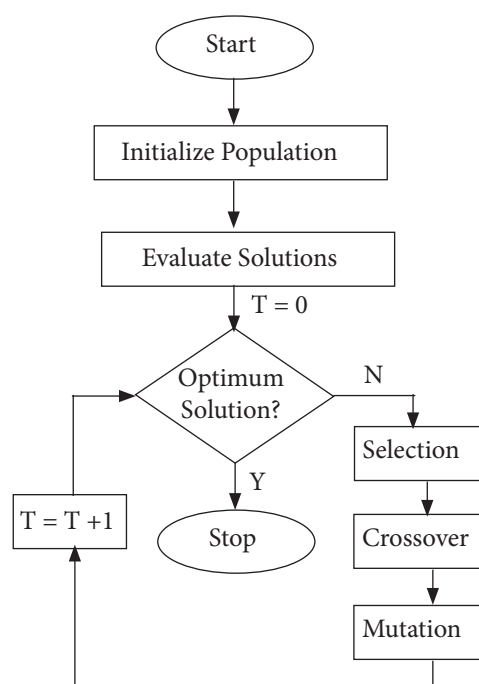 Start
Initialize Population
Evaluate Solutions
T = 0
Optimum
Solution?
N
Y
Selection
T = T +1
Stop
Crossover
Mutation